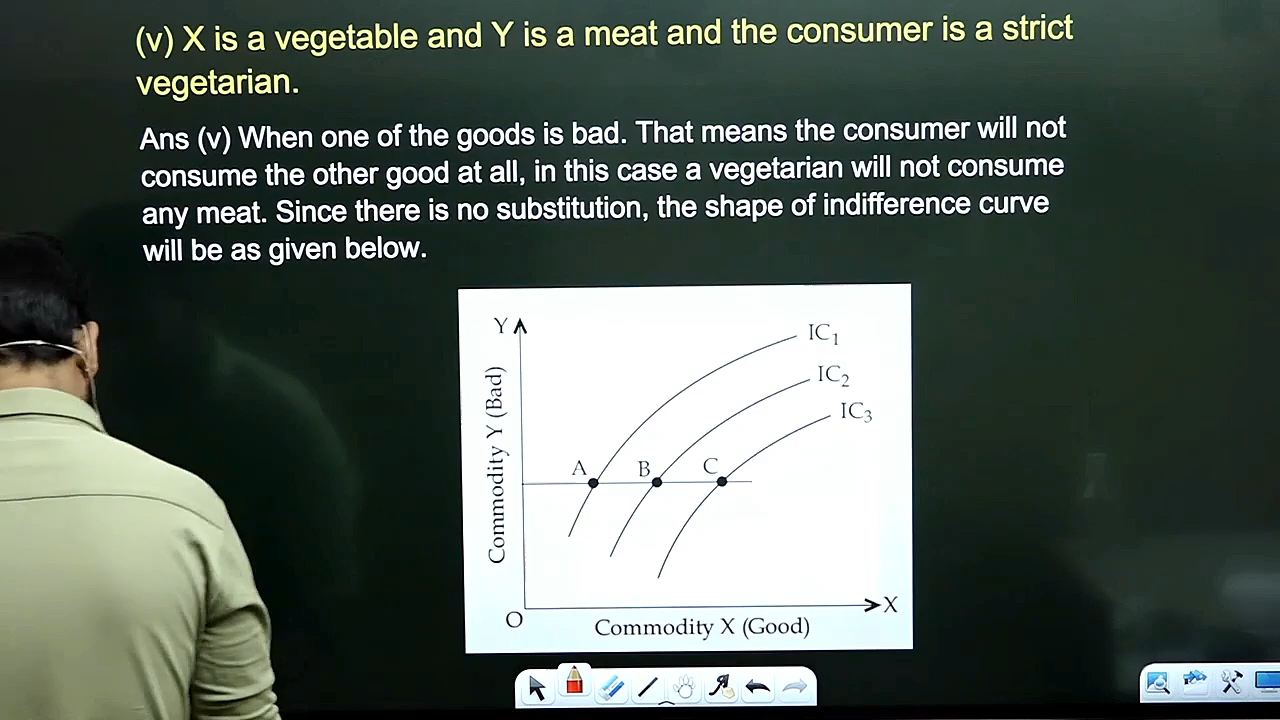 (v) X is a vegetable and Y is a meat and the consumer is a strict
vegetarian.
Ans (v) When one of the goods is bad. That means the consumer will not
consume the other good at all, in this case a vegetarian will not consume
any meat. Since there is no substitution, the shape of indifference curve
will be as given below.
Y
IC1
IC2
IC3
Commodity Y (Bad)
A B C
O
X
Commodity X (Good)